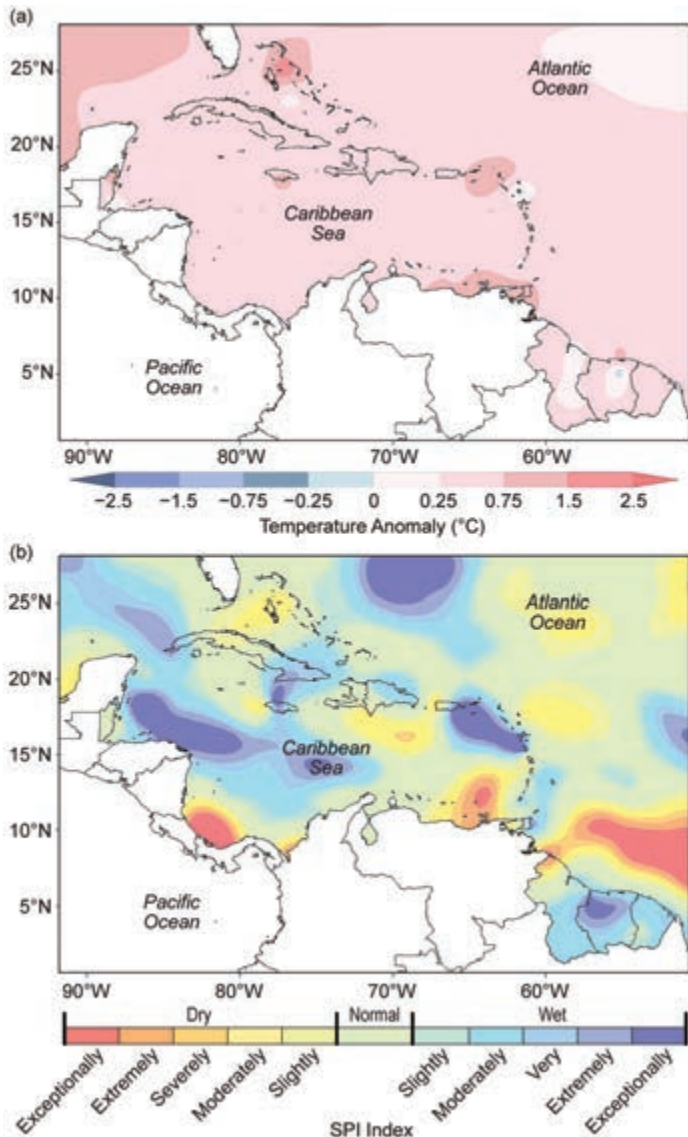 (a)
25°N
20°N
15°N
10°N
5°N
Atlantic
Ocean
Caribbean
Sea
Pacific
Ocean
90°W 80°W 70°W 60°W
−2.5 −1.5 −0.75 −0.25 0 0.25 0.75 1.5 2.5
Temperature Anomaly (°C)
(b)
25°N
20°N
15°N
10°N
5°N
Atlantic
Ocean
Caribbean
Sea
Pacific
Ocean
90°W 80°W 70°W 60°W
Dry Normal Wet
Exceptionally Extremely Severely Moderately Slightly Slightly Moderately Very Extremely Exceptionally
SPI Index